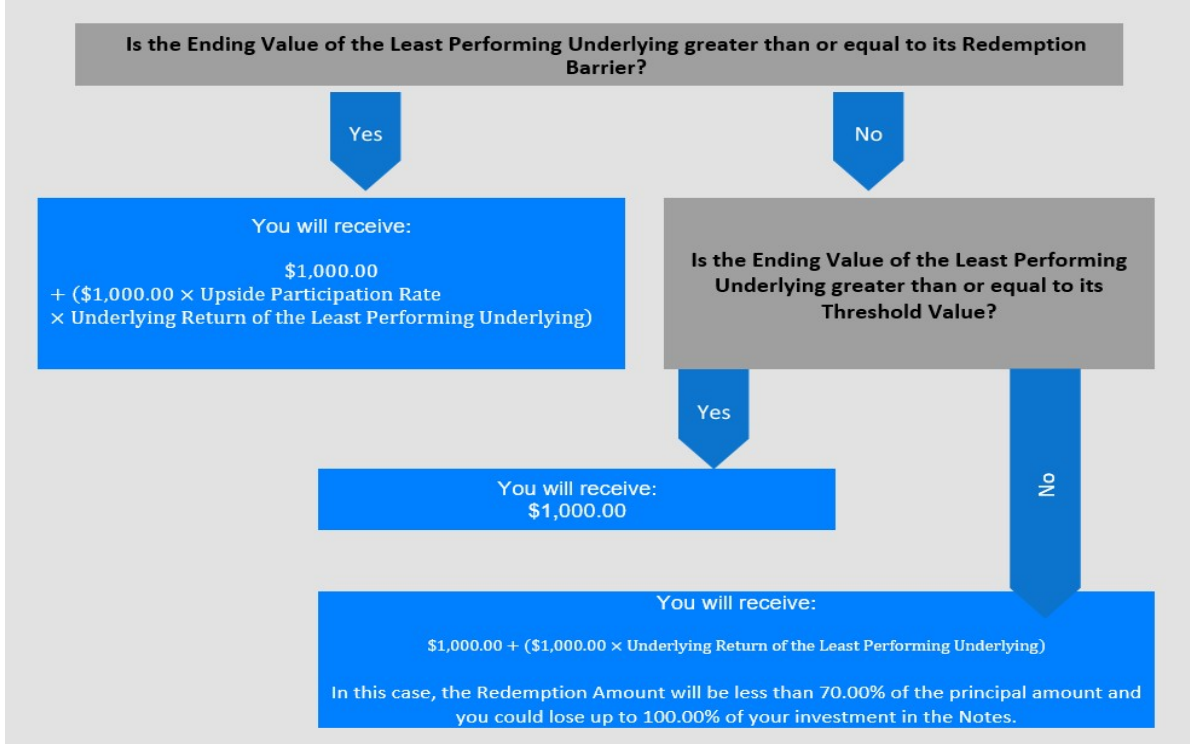 Is the Ending Value of the Least Performing Underlying greater than or equal to its Redemption
Barrier?
Yes
No
You will receive:
$1,000.00
+ ($1,000.00 × Upside Participation Rate
× Underlying Return of the Least Performing Underlying)
Is the Ending Value of the Least Performing
Underlying greater than or equal to its
Threshold Value?
Yes
No
You will receive:
$1,000.00
You will receive:
$1,000.00 + ($1,000.00 × Underlying Return of the Least Performing Underlying)
In this case, the Redemption Amount will be less than 70.00% of the principal amount and
you could lose up to 100.00% of your investment in the Notes.